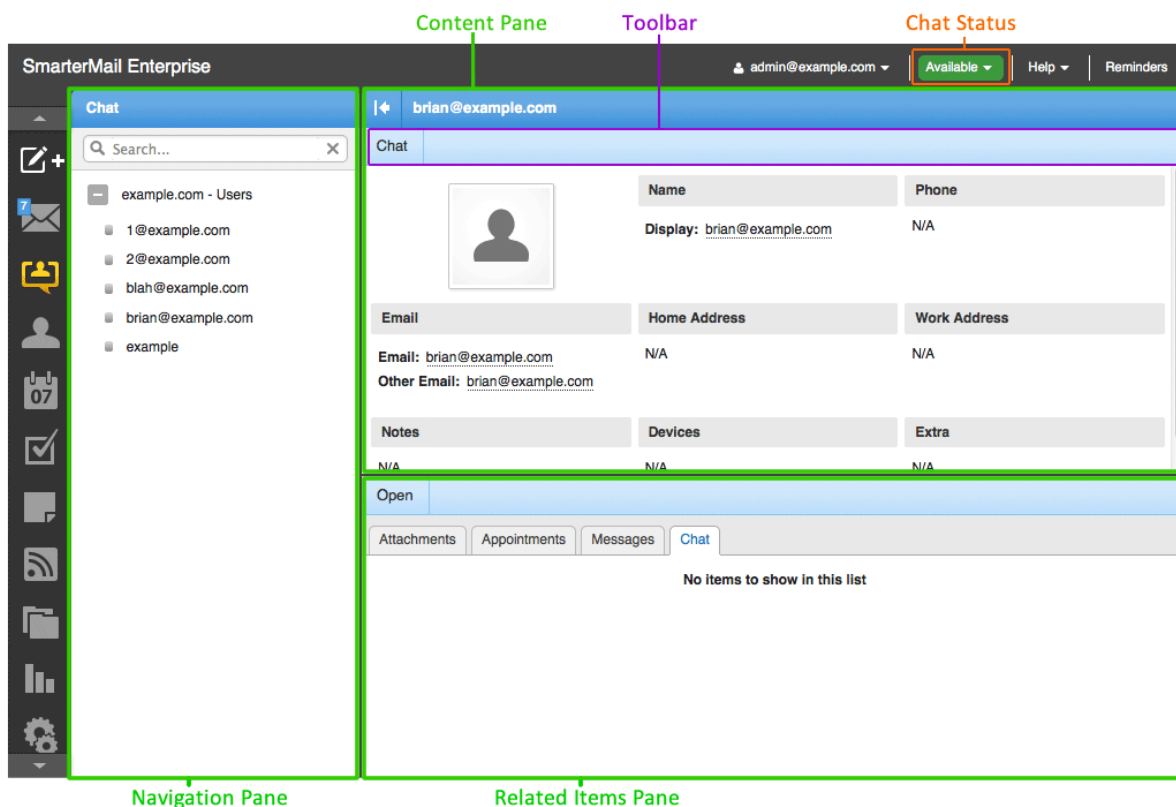 Content Pane Toolbar Chat Status
SmarterMail Enterprise admin@example.com Available Help Reminders
Chat brian@example.com
Search... Chat
Name Phone
example.com - Users
Display: brian@example.com N/A
1@example.com
2@example.com
blah@example.com
brian@example.com
example
7
07
Email Home Address Work Address
Email: brian@example.com N/A N/A
Other Email: brian@example.com
Notes Devices Extra
N/A N/A N/A
Open
Attachments Appointments Messages Chat
No items to show in this list
Navigation Pane Related Items Pane